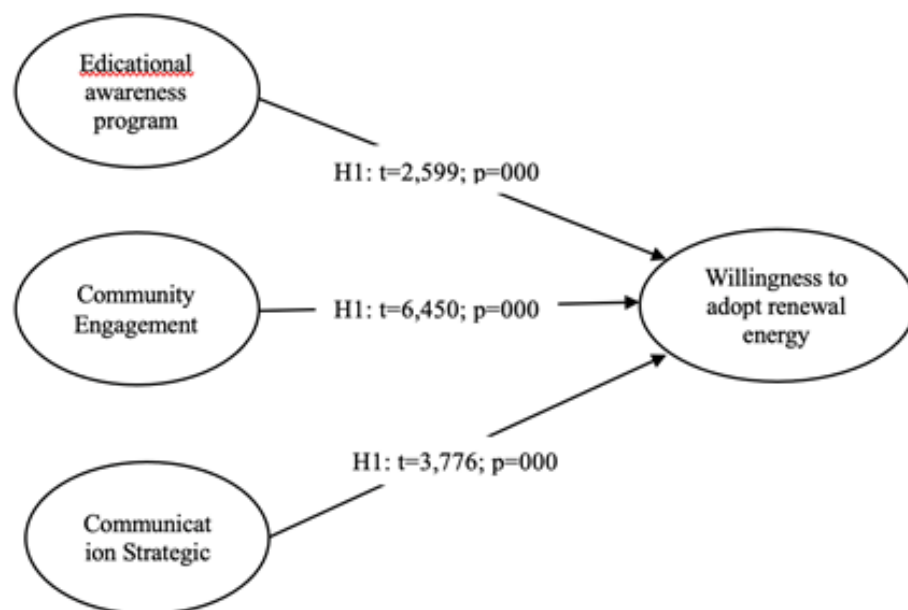 Edicational
awareness
program
H1: t=2,599; p=000
Community
Engagement
H1: t=6,450; p=000
Willingness to
adopt renewal
energy
H1: t=3,776; p=000
Communicat
ion Strategic